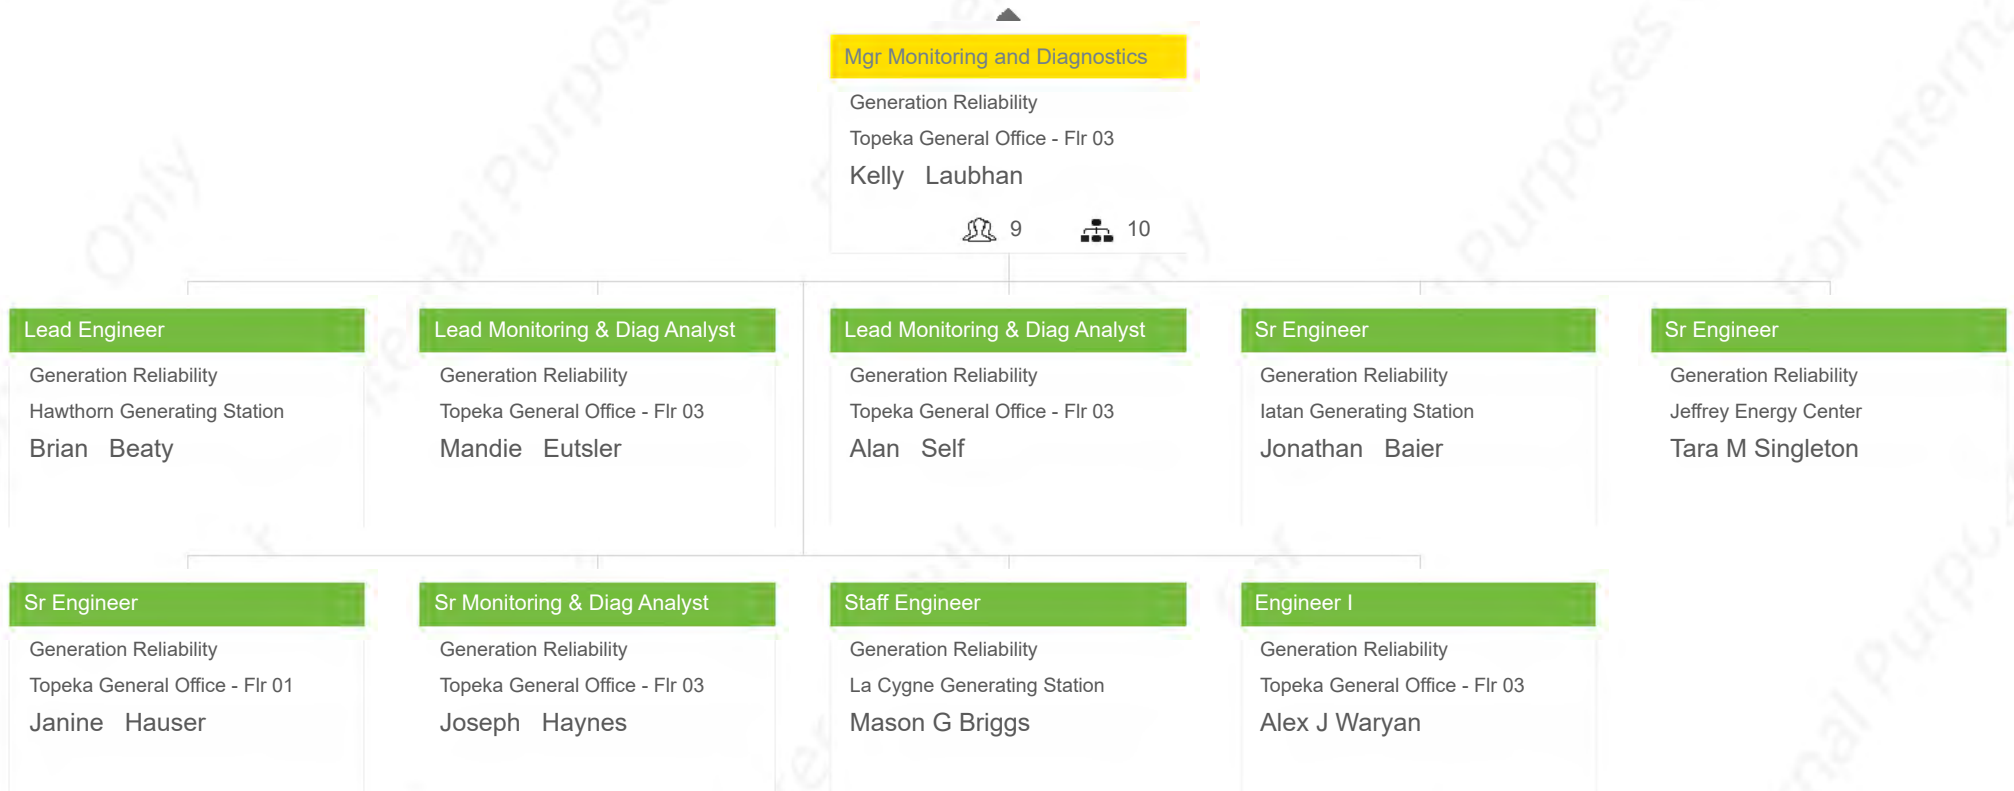 Mgr Monitoring and Diagnostics
Generation Reliability
Topeka General Office - Flr 03
Kelly Laubhan
9 10
Lead Engineer
Generation Reliability
Hawthorn Generating Station
Brian Beaty
Lead Monitoring & Diag Analyst
Generation Reliability
Topeka General Office - Flr 03
Mandie Eutsler
Lead Monitoring & Diag Analyst
Generation Reliability
Topeka General Office - Flr 03
Alan Self
Sr Engineer
Generation Reliability
Iatan Generating Station
Jonathan Baier
Sr Engineer
Generation Reliability
Jeffrey Energy Center
Tara M Singleton
Sr Engineer
Generation Reliability
Topeka General Office - Flr 01
Janine Hauser
Sr Monitoring & Diag Analyst
Generation Reliability
Topeka General Office - Flr 03
Joseph Haynes
Staff Engineer
Generation Reliability
La Cygne Generating Station
Mason G Briggs
Engineer I
Generation Reliability
Topeka General Office - Flr 03
Alex J Waryan